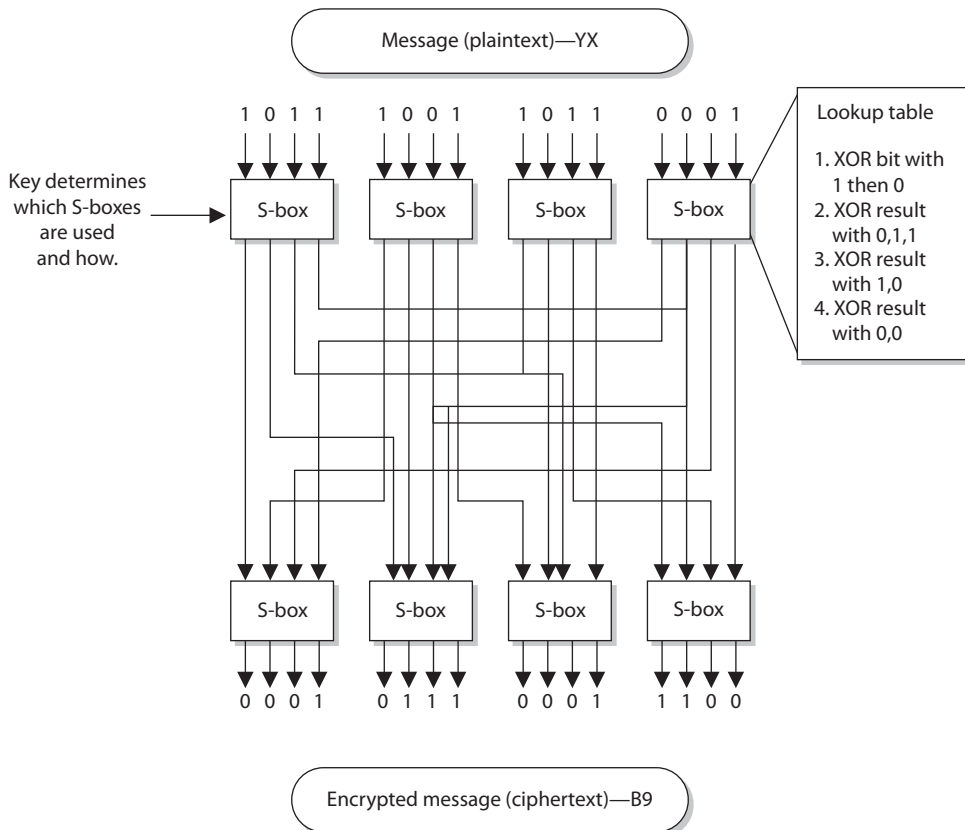 Message (plaintext)—YX
1 0 1 1 1 0 0 1 1 0 1 1 0 0 0 1
Key determines
which S-boxes
are used
and how.
S-box S-box S-box S-box
Lookup table
1. XOR bit with
1 then 0
2. XOR result
with 0,1,1
3. XOR result
with 1,0
4. XOR result
with 0,0
S-box S-box S-box S-box
0 0 0 1 0 1 1 1 0 0 0 1 1 1 0 0
Encrypted message (ciphertext)—B9